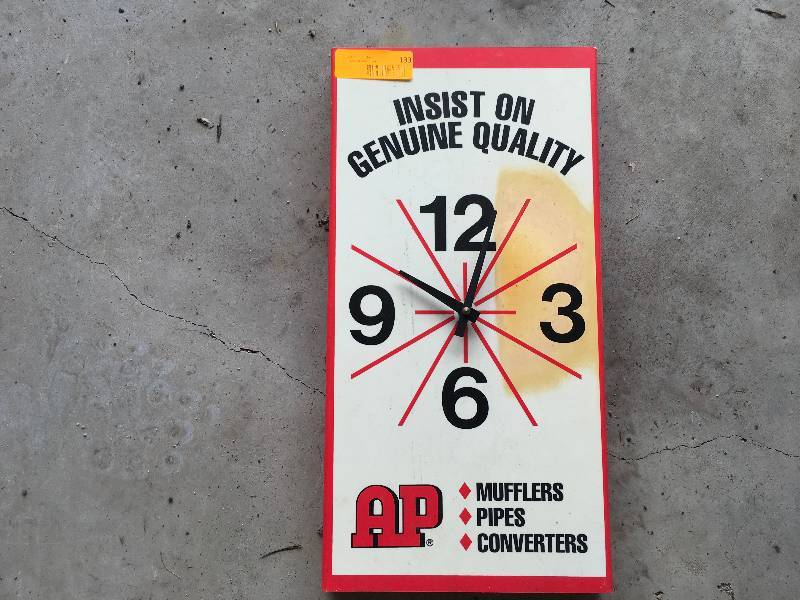 133
INSIST ON
GENUINE QUALITY
12
9
3
6
AP®
MUFFLERS
PIPES
CONVERTERS